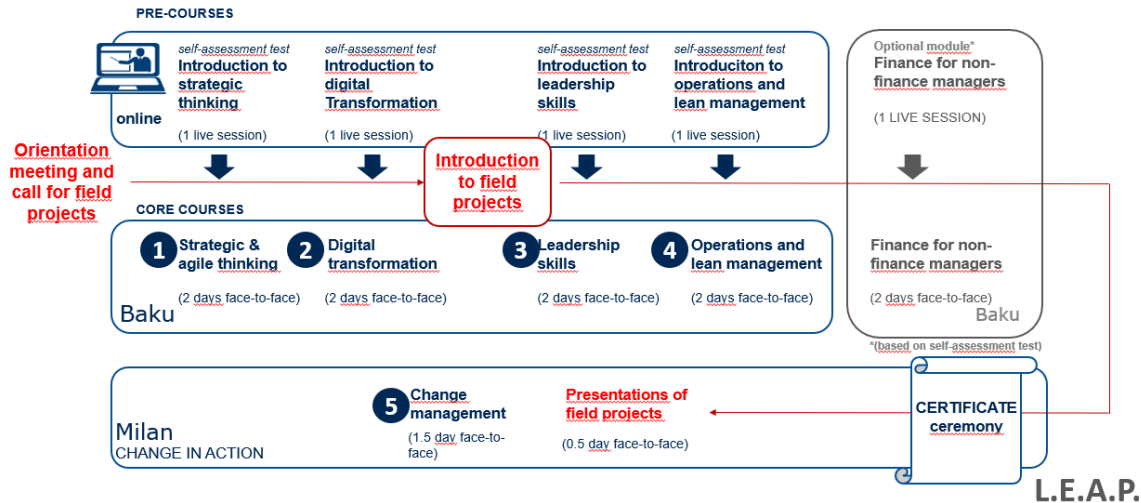 PRE-COURSES
online
self-assessment test
Introduction to
strategic
thinking
(1 live session)
self-assessment test
Introduction to
digital
Transformation
(1 live session)
self-assessment test
Introduction to
leadership
skills
(1 live session)
self-assessment test
Introduciton to
operations and
lean management
(1 live session)
Optional module*
Finance for non-
finance managers
(1 LIVE SESSION)
Orientation
meeting and
call for field
projects
Introduction
to field
projects
CORE COURSES
1
Strategic &
agile thinking
(2 days face-to-face)
2
Digital
transformation
(2 days face-to-face)
3
Leadership
skills
(2 days face-to-face)
4
Operations and
lean management
(2 days face-to-face)
Baku
Finance for non-
finance managers
(2 days face-to-face)
Baku
*(based on self-assessment test)
5
Change
management
(1.5 day face-to-
face)
Presentations of
field projects
(0.5 day face-to-face)
CERTIFICATE
ceremony
Milan
CHANGE IN ACTION
L.E.A.P.